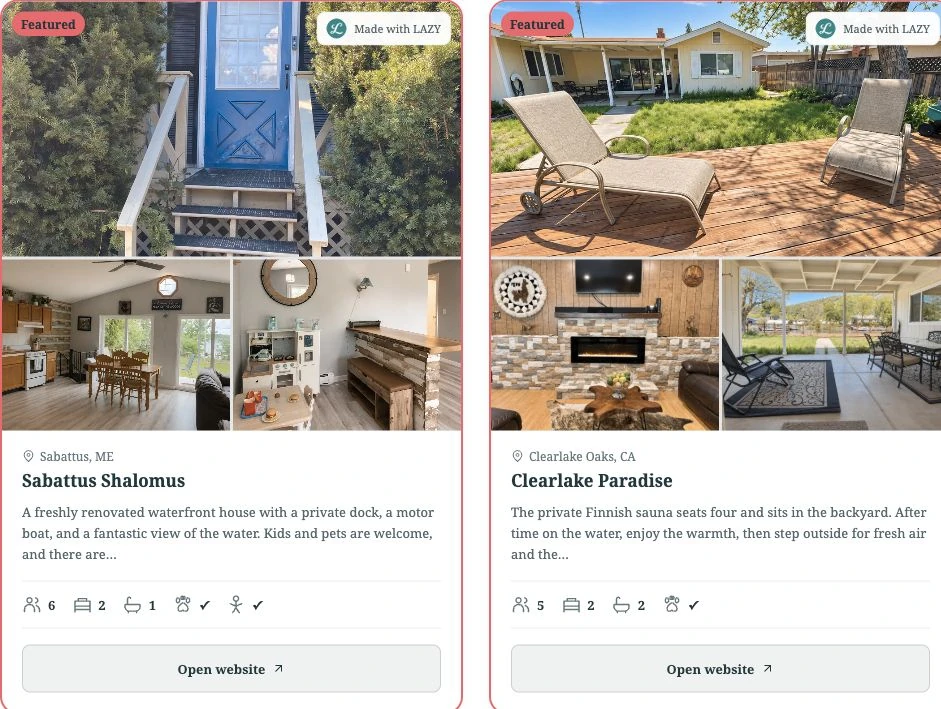 Featured
Made with LAZY
Sabattus, ME
Sabattus Shalomus
A freshly renovated waterfront house with a private dock, a motor
boat, and a fantastic view of the water. Kids and pets are welcome,
and there are...
6 2 1 ✓ ✓
Open website ↗
Featured
Made with LAZY
Clearlake Oaks, CA
Clearlake Paradise
The private Finnish sauna seats four and sits in the backyard. After
time on the water, enjoy the warmth, then step outside for fresh air
and the...
5 2 2 ✓
Open website ↗